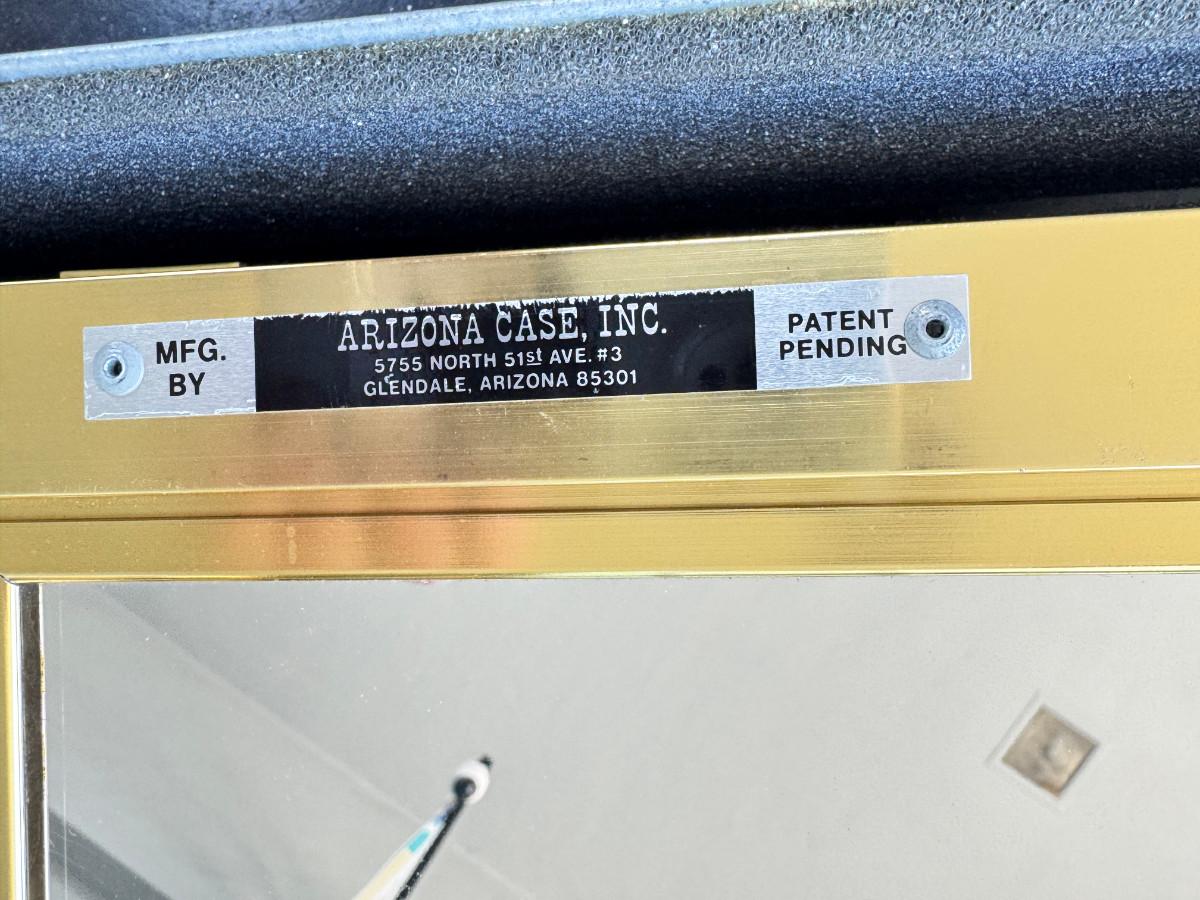 MFG.
BY
ARIZONA CASE, INC.
5755 NORTH 51st AVE. #3
GLENDALE, ARIZONA 85301
PATENT
PENDING